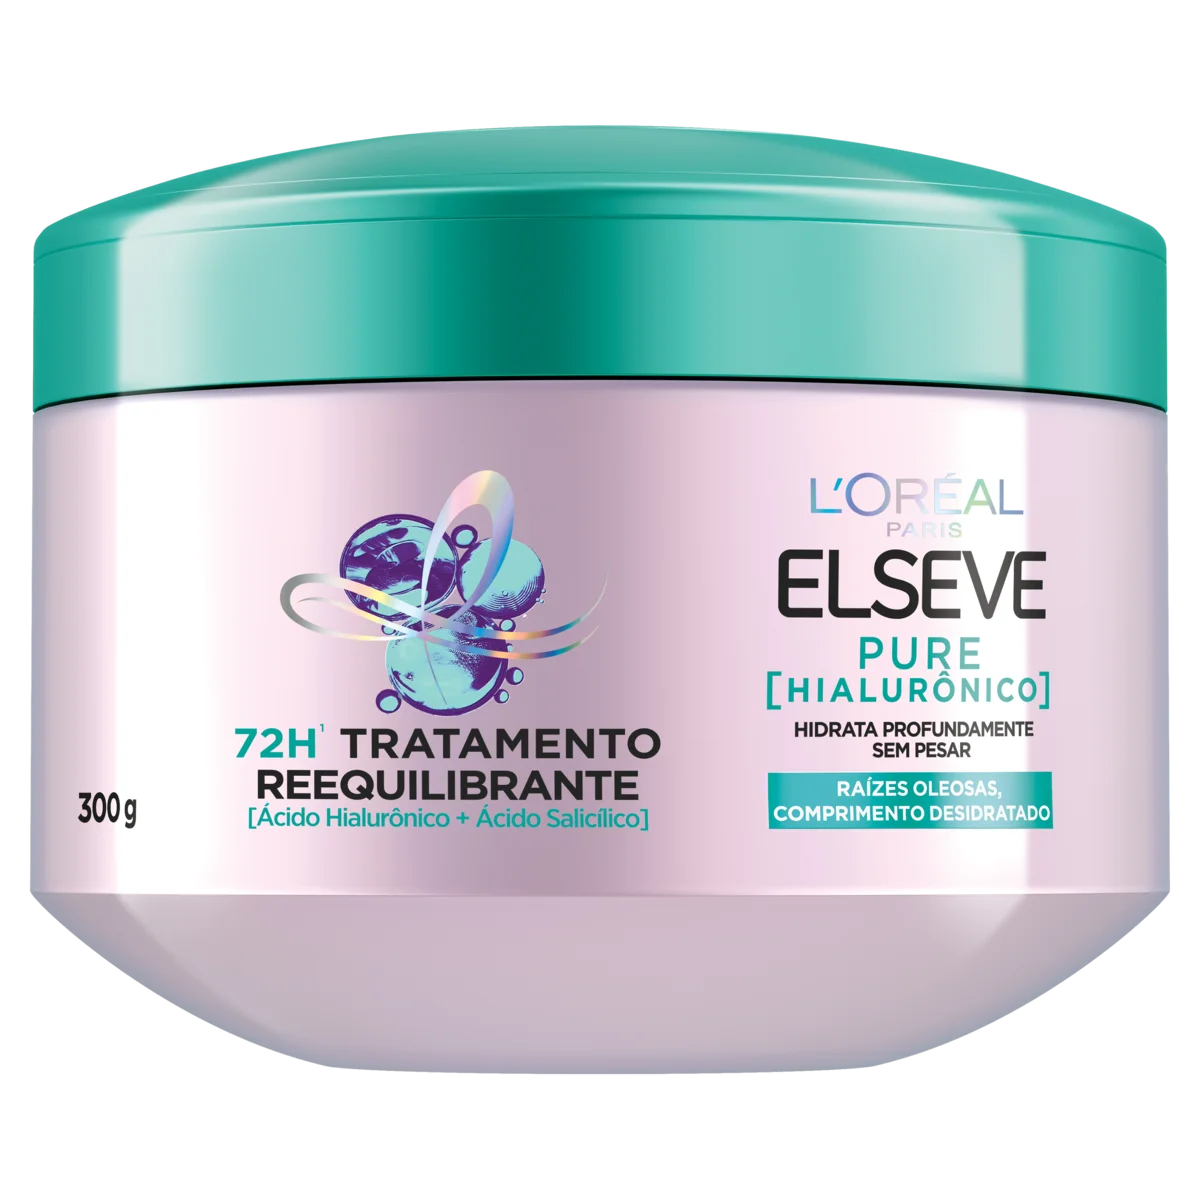 L'ORÉAL
PARIS
ELSEVE
PURE
[HIALURÔNICO]
HIDRATA PROFUNDAMENTE
SEM PESAR
RAÍZES OLEOSAS,
COMPRIMENTO DESIDRATADO
72H¹ TRATAMENTO
REEQUILIBRANTE
[Ácido Hialurônico + Ácido Salicílico]
300g